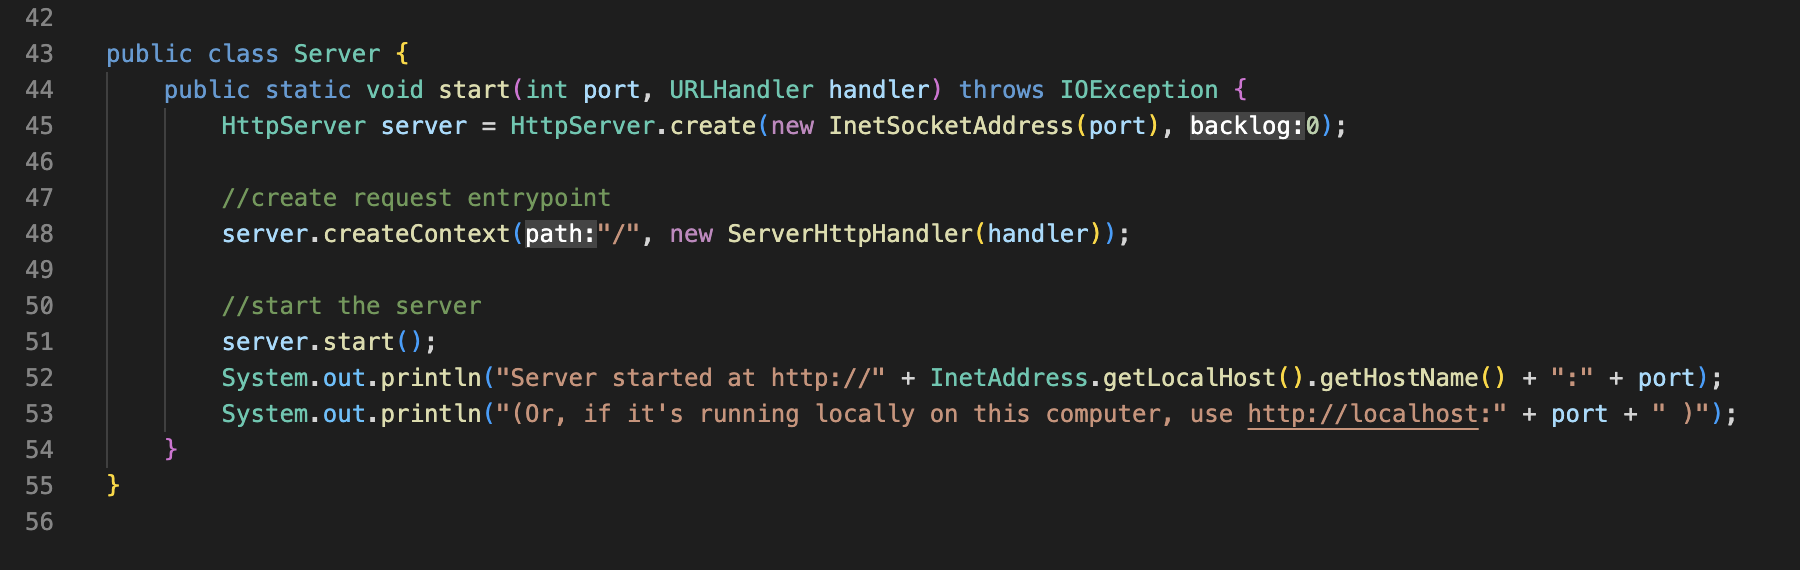 42
43 public class Server {
44 public static void start(int port, URLHandler handler) throws IOException {
45 HttpServer server = HttpServer.create(new InetSocketAddress(port), backlog:0);
46
47 //create request entrypoint
48 server.createContext(path:"/", new ServerHttpHandler(handler));
49
50 //start the server
51 server.start();
52 System.out.println("Server started at http://" + InetAddress.getLocalHost().getHostName() + ":" + port);
53 System.out.println("(Or, if it's running locally on this computer, use http://localhost:" + port + " )");
54 }
55 }
56